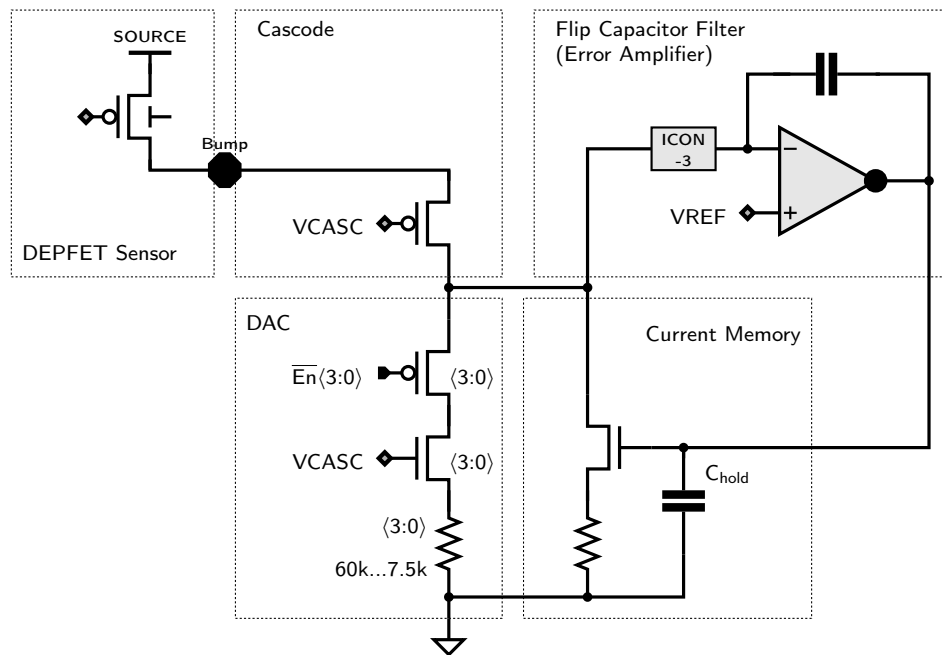 SOURCE
Cascode
Flip Capacitor Filter
(Error Amplifier)
Bump
ICON
-3
−
+
VREF
VCASC
DEPFET Sensor
DAC
Current Memory
En⟨3:0⟩
⟨3:0⟩
VCASC
⟨3:0⟩
Chold
⟨3:0⟩
60k...7.5k